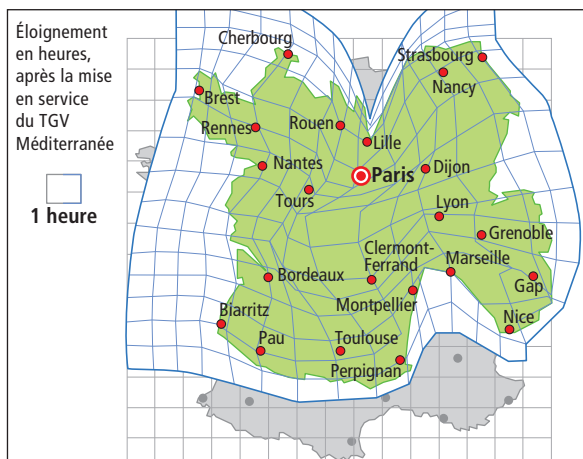 Éloignement
en heures,
après la mise
en service
du TGV
Méditerranée
1 heure
Cherbourg
Strasbourg
Nancy
Brest
Rennes
Rouen
Lille
Nantes
Paris
Dijon
Tours
Lyon
Grenoble
Clermont-
Ferrand
Marseille
Bordeaux
Gap
Montpellier
Biarritz
Nice
Pau
Toulouse
Perpignan